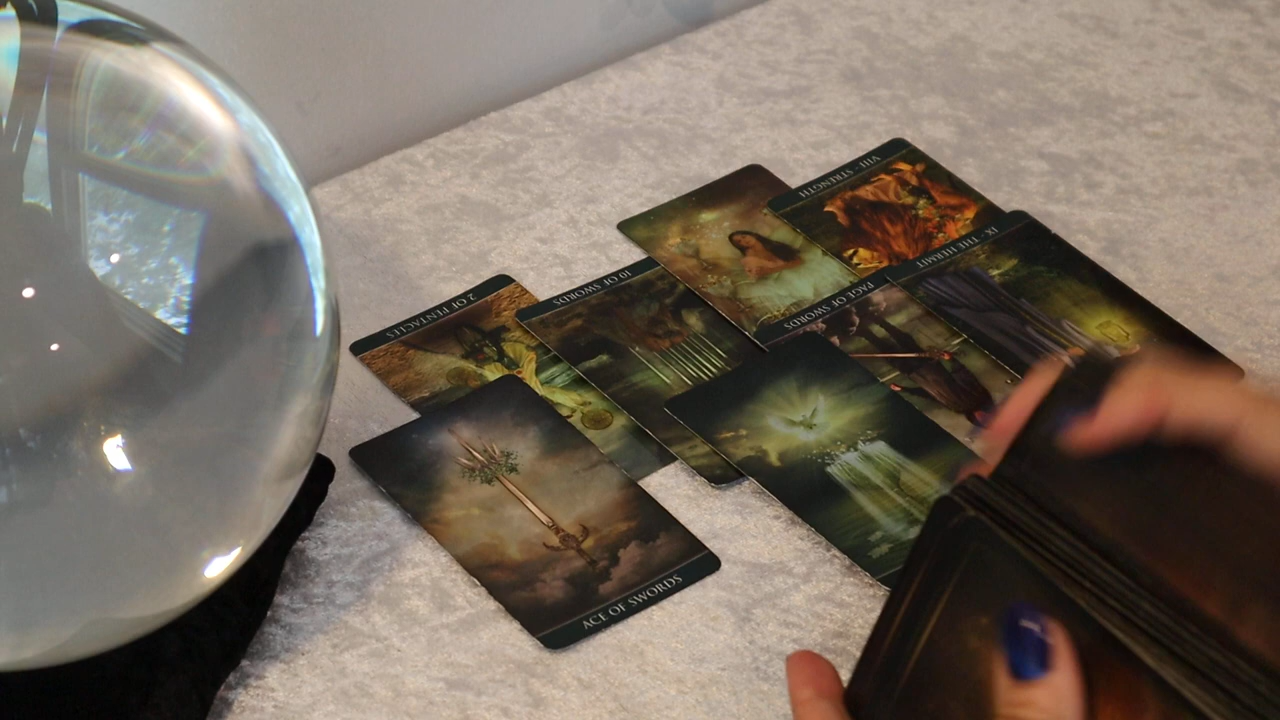 VIII - STRENGTH
IX - THE HERMIT
10 OF SWORDS
PAGE OF SWORDS
2 OF PENTACLES
ACE OF SWORDS